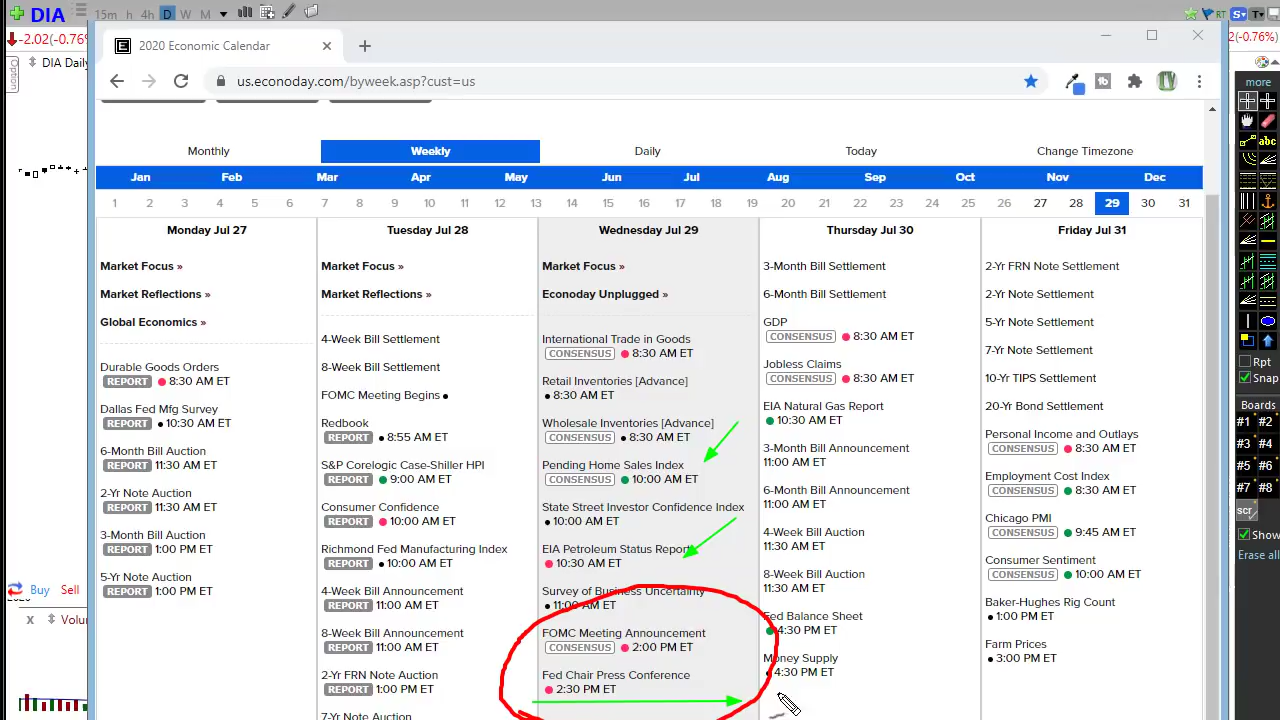 DIA
15m h 4h D W M
RT
S
T
-2.02(-0.76%
2020 Economic Calendar
2(-0.76%)
Option
DIA Daily
us.econoday.com/byweek.asp?cust=us
more
Monthly Weekly Daily Today Change Timezone
Jan Feb Mar Apr May Jun Jul Aug Sep Oct Nov Dec
1 2 3 4 5 6 7 8 9 10 11 12 13 14 15 16 17 18 19 20 21 22 23 24 25 26 27 28 29 30 31
Monday Jul 27
Market Focus »
Market Reflections »
Global Economics »
Durable Goods Orders
REPORT 8:30 AM ET
Dallas Fed Mfg Survey
REPORT 10:30 AM ET
6-Month Bill Auction
REPORT 11:30 AM ET
2-Yr Note Auction
REPORT 11:30 AM ET
3-Month Bill Auction
REPORT 1:00 PM ET
5-Yr Note Auction
REPORT 1:00 PM ET
Tuesday Jul 28
Market Focus »
Market Reflections »
4-Week Bill Settlement
8-Week Bill Settlement
FOMC Meeting Begins
Redbook
REPORT 8:55 AM ET
S&P Corelogic Case-Shiller HPI
REPORT 9:00 AM ET
Consumer Confidence
REPORT 10:00 AM ET
Richmond Fed Manufacturing Index
REPORT 10:00 AM ET
4-Week Bill Announcement
REPORT 11:00 AM ET
8-Week Bill Announcement
REPORT 11:00 AM ET
2-Yr FRN Note Auction
REPORT 1:00 PM ET
7-Yr Note Auction
Wednesday Jul 29
Market Focus »
Econoday Unplugged »
International Trade in Goods
CONSENSUS 8:30 AM ET
Retail Inventories [Advance]
8:30 AM ET
Wholesale Inventories [Advance]
CONSENSUS 8:30 AM ET
Pending Home Sales Index
CONSENSUS 10:00 AM ET
State Street Investor Confidence Index
10:00 AM ET
EIA Petroleum Status Report
10:30 AM ET
Survey of Business Uncertainty
11:00 AM ET
FOMC Meeting Announcement
CONSENSUS 2:00 PM ET
Fed Chair Press Conference
2:30 PM ET
Thursday Jul 30
3-Month Bill Settlement
6-Month Bill Settlement
GDP
CONSENSUS 8:30 AM ET
Jobless Claims
CONSENSUS 8:30 AM ET
EIA Natural Gas Report
10:30 AM ET
3-Month Bill Announcement
11:00 AM ET
6-Month Bill Announcement
11:00 AM ET
4-Week Bill Auction
11:30 AM ET
8-Week Bill Auction
11:30 AM ET
Fed Balance Sheet
4:30 PM ET
Money Supply
4:30 PM ET
Friday Jul 31
2-Yr FRN Note Settlement
2-Yr Note Settlement
5-Yr Note Settlement
7-Yr Note Settlement
10-Yr TIPS Settlement
20-Yr Bond Settlement
Personal Income and Outlays
CONSENSUS 8:30 AM ET
Employment Cost Index
CONSENSUS 8:30 AM ET
Chicago PMI
CONSENSUS 9:45 AM ET
Consumer Sentiment
CONSENSUS 10:00 AM ET
Baker-Hughes Rig Count
1:00 PM ET
Farm Prices
3:00 PM ET
abc
Rpt
Snap
Boards
#1 #2
#3 #4
#5 #6
#7 #8
scr
Show
Erase all
Buy Sell
X Volu